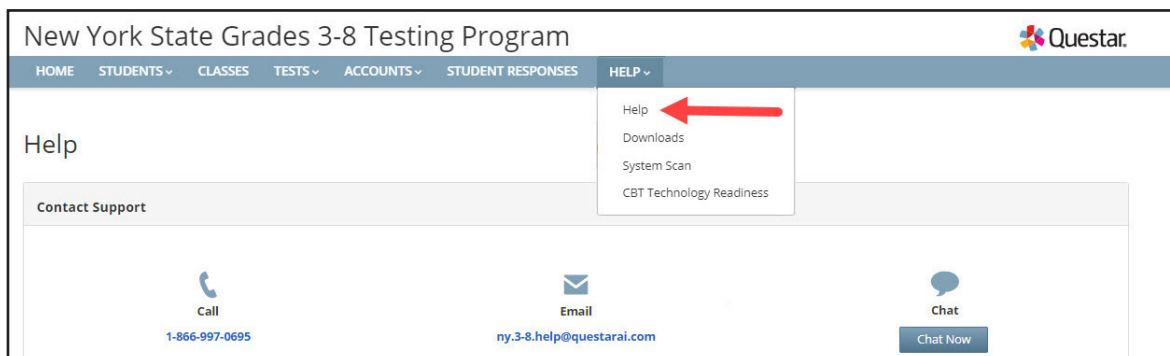 New York State Grades 3-8 Testing Program
Questar.
HOME STUDENTS CLASSES TESTS ACCOUNTS STUDENT RESPONSES HELP
Help
Downloads
System Scan
CBT Technology Readiness
Help
Contact Support
Call
Email
Chat
1-866-997-0695
ny.3-8.help@questarai.com
Chat Now